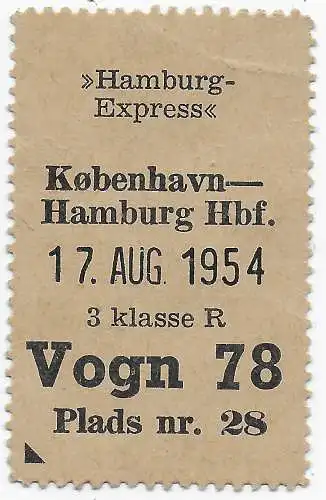 »Hamburg-
Express«
København—
Hamburg Hbf.
17. AUG. 1954
3 klasse R
Vogn 78
Plads nr. 28